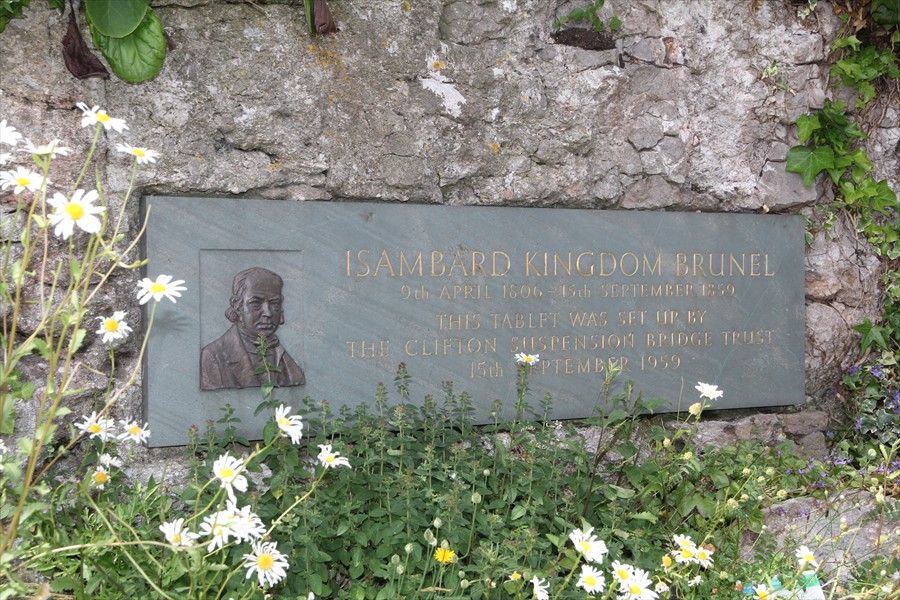 ISAMBARD KINGDOM BRUNEL
9th APRIL 1806 - 15th SEPTEMBER 1859
THIS TABLET WAS SET UP BY
THE CLIFTON SUSPENSION BRIDGE TRUST
15th SEPTEMBER 1959